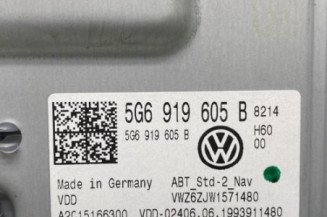 5G6 919 605 B 8214
5G6 919 605 B H60
00
Made in Germany ABT_Std-2_Nav
VDD VWZ6ZJW1571480
A2C15166300 VDD-02406.06.1993911480